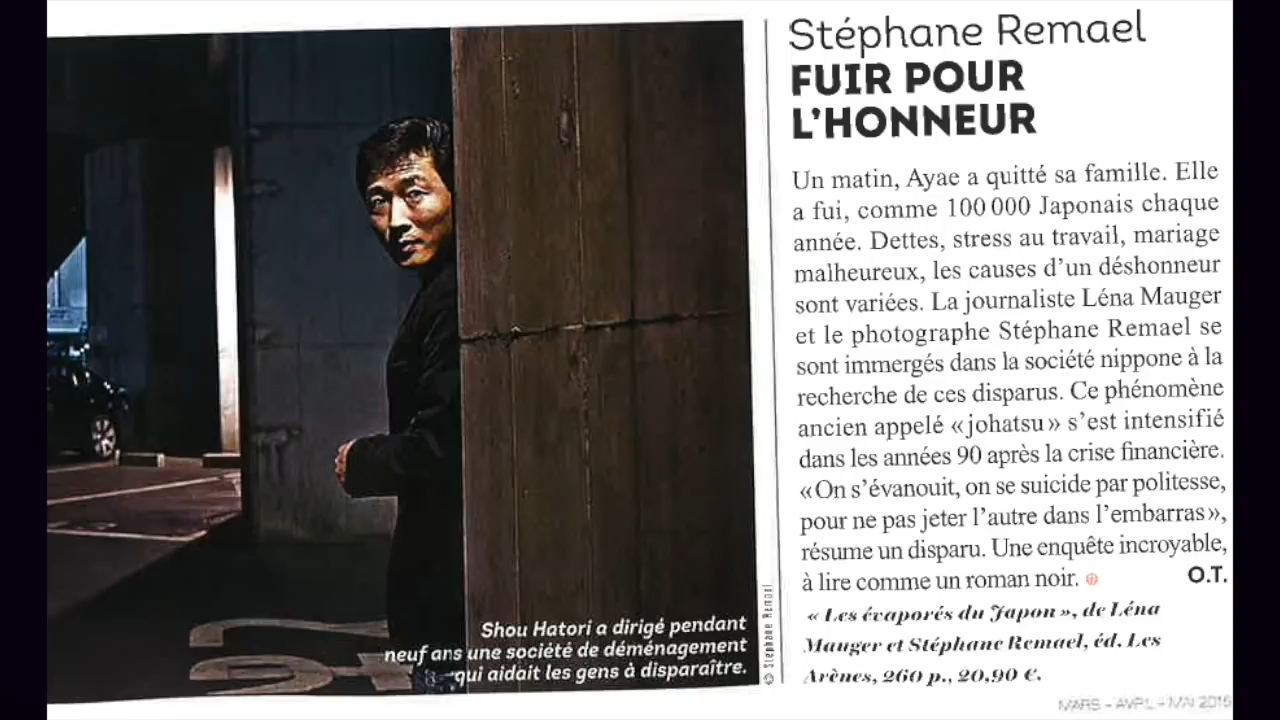 Stéphane Remael
FUIR POUR
L'HONNEUR
Un matin, Ayae a quitté sa famille. Elle
a fui, comme 100 000 Japonais chaque
année. Dettes, stress au travail, mariage
malheureux, les causes d'un déshonneur
sont variées. La journaliste Léna Mauger
et le photographe Stéphane Remael se
sont immergés dans la société nippone à la
recherche de ces disparus. Ce phénomène
ancien appelé «johatsu» s'est intensifié
dans les années 90 après la crise financière.
«On s'évanouit, on se suicide par politesse,
pour ne pas jeter l'autre dans l'embarras»,
résume un disparu. Une enquête incroyable,
à lire comme un roman noir.
O.T.
« Les évaporés du Japon », de Léna
Mauger et Stéphane Remael, éd. Les
Arènes, 260 p., 20,90 €.
Shou Hatori a dirigé pendant
neuf ans une société de déménagement
qui aidait les gens à disparaître.
© Stéphane Remael
MARS - AVRIL - MAI 2015